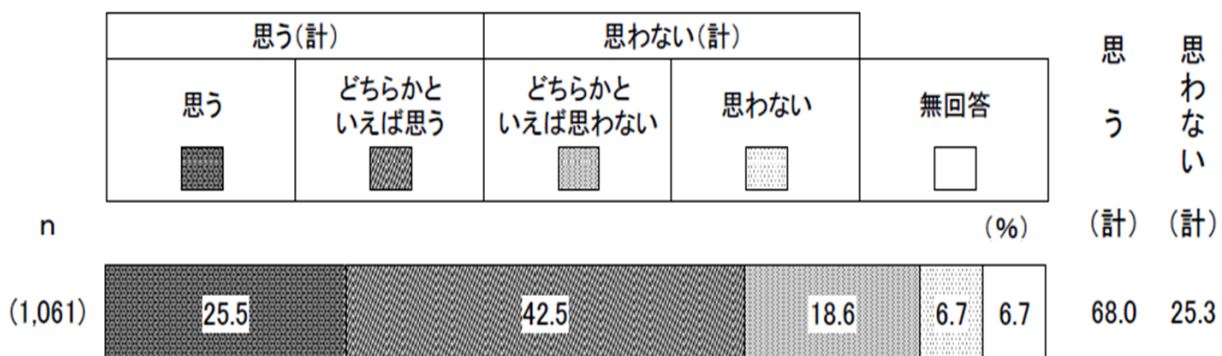 思う(計) 思わない(計)
思う どちらかと いえば思う どちらかと いえば思わない 思わない 無回答
思う(計) 思わない(計)
n (%)
(1,061) 25.5 42.5 18.6 6.7 6.7 68.0 25.3